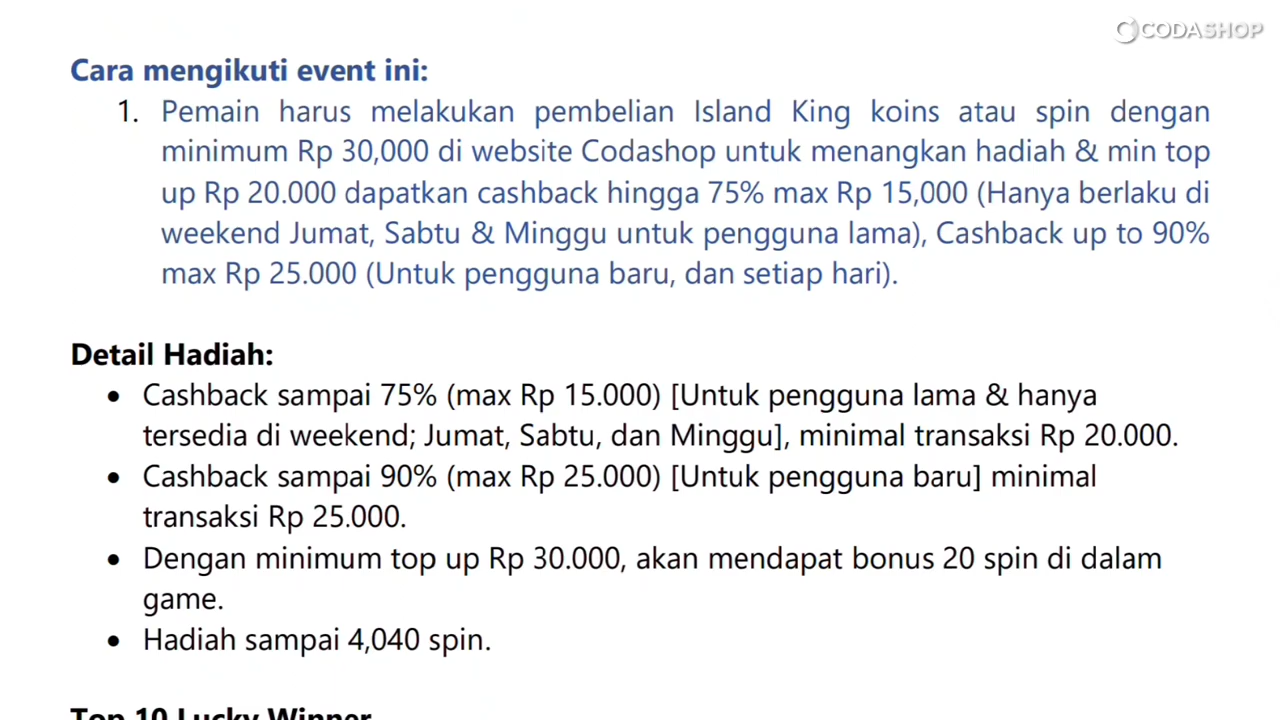 CODASHOP
Cara mengikuti event ini:
1. Pemain harus melakukan pembelian Island King koins atau spin dengan
minimum Rp 30,000 di website Codashop untuk menangkan hadiah & min top
up Rp 20.000 dapatkan cashback hingga 75% max Rp 15,000 (Hanya berlaku di
weekend Jumat, Sabtu & Minggu untuk pengguna lama), Cashback up to 90%
max Rp 25.000 (Untuk pengguna baru, dan setiap hari).
Detail Hadiah:
• Cashback sampai 75% (max Rp 15.000) [Untuk pengguna lama & hanya
tersedia di weekend; Jumat, Sabtu, dan Minggu], minimal transaksi Rp 20.000.
• Cashback sampai 90% (max Rp 25.000) [Untuk pengguna baru] minimal
transaksi Rp 25.000.
• Dengan minimum top up Rp 30.000, akan mendapat bonus 20 spin di dalam
game.
• Hadiah sampai 4,040 spin.
Top 10 Lucky Winner